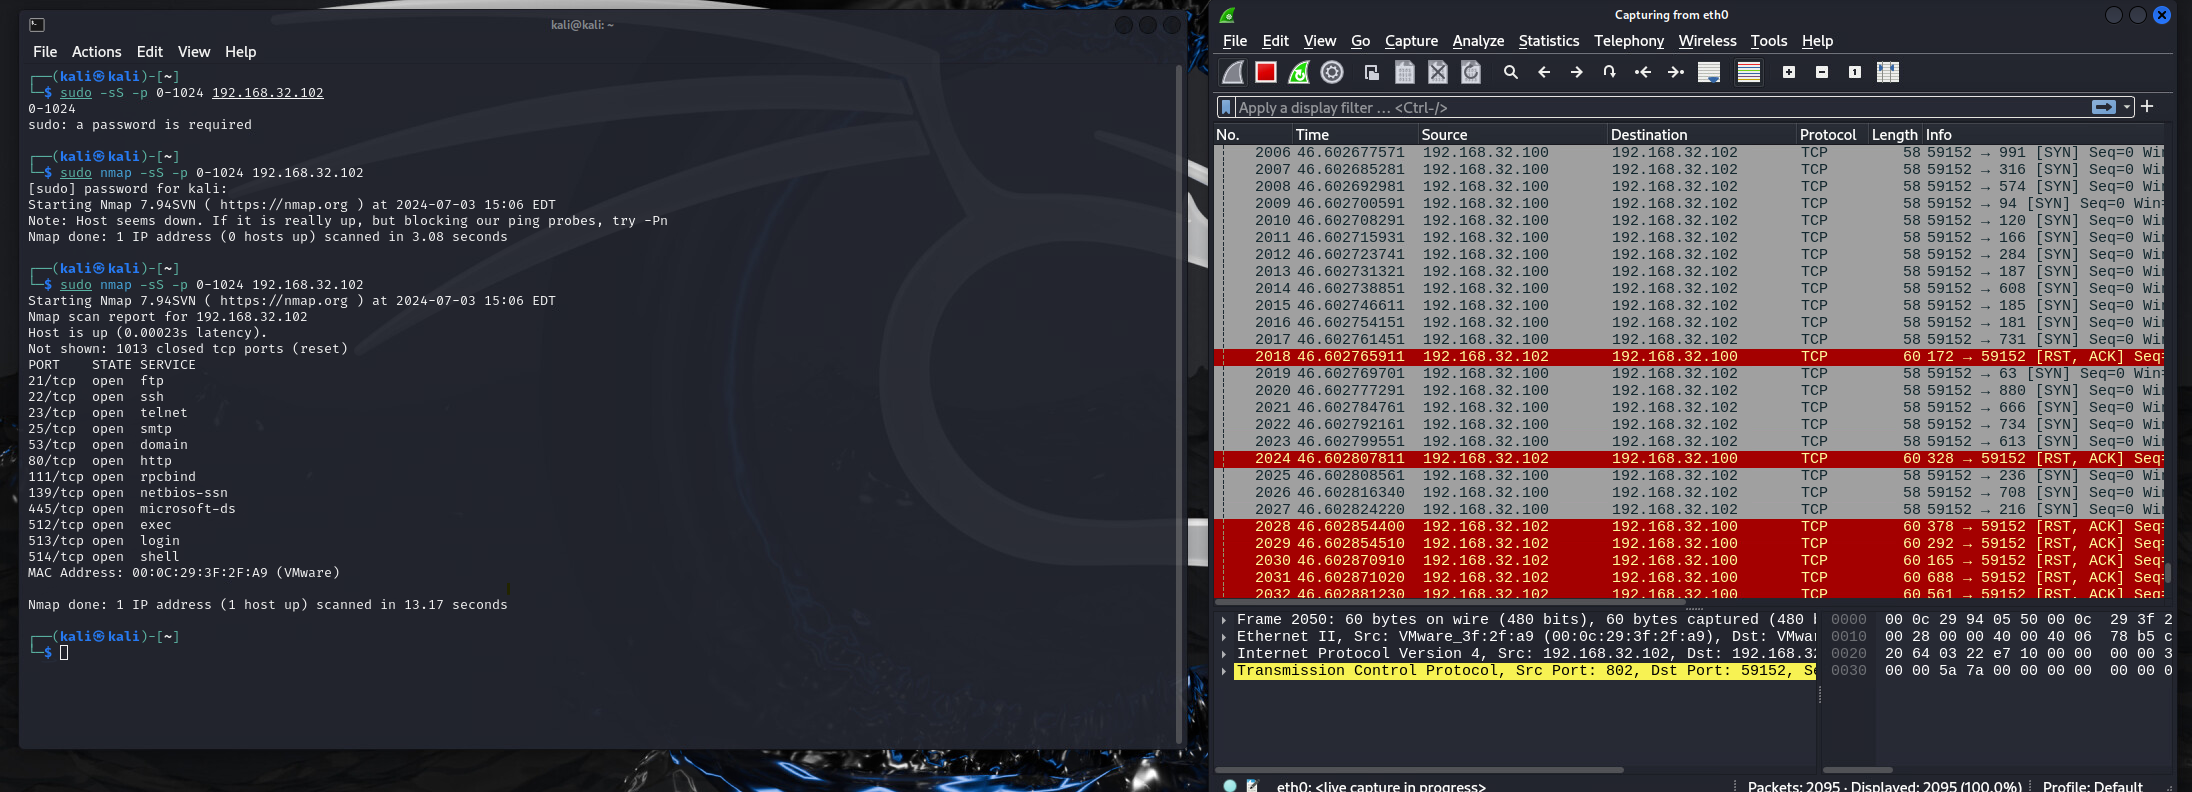 kali@kali: ~
File Actions Edit View Help
┌──(kali㉿kali)-[~]
└─$ sudo -sS -p 0-1024 192.168.32.102
0-1024
sudo: a password is required
┌──(kali㉿kali)-[~]
└─$ sudo nmap -sS -p 0-1024 192.168.32.102
[sudo] password for kali:
Starting Nmap 7.94SVN ( https://nmap.org ) at 2024-07-03 15:06 EDT
Note: Host seems down. If it is really up, but blocking our ping probes, try -Pn
Nmap done: 1 IP address (0 hosts up) scanned in 3.08 seconds
┌──(kali㉿kali)-[~]
└─$ sudo nmap -sS -p 0-1024 192.168.32.102
Starting Nmap 7.94SVN ( https://nmap.org ) at 2024-07-03 15:06 EDT
Nmap scan report for 192.168.32.102
Host is up (0.00023s latency).
Not shown: 1013 closed tcp ports (reset)
PORT STATE SERVICE
21/tcp open ftp
22/tcp open ssh
23/tcp open telnet
25/tcp open smtp
53/tcp open domain
80/tcp open http
111/tcp open rpcbind
139/tcp open netbios-ssn
445/tcp open microsoft-ds
512/tcp open exec
513/tcp open login
514/tcp open shell
MAC Address: 00:0C:29:3F:2F:A9 (VMware)
Nmap done: 1 IP address (1 host up) scanned in 13.17 seconds
┌──(kali㉿kali)-[~]
└─$
Capturing from eth0
File Edit View Go Capture Analyze Statistics Telephony Wireless Tools Help
Apply a display filter ... <Ctrl-/>
No. Time Source Destination Protocol Length Info
2006 46.602677571 192.168.32.100 192.168.32.102 TCP 58 59152 → 991 [SYN] Seq=0 Win
2007 46.602685281 192.168.32.100 192.168.32.102 TCP 58 59152 → 316 [SYN] Seq=0 Win
2008 46.602692981 192.168.32.100 192.168.32.102 TCP 58 59152 → 574 [SYN] Seq=0 Win
2009 46.602700591 192.168.32.100 192.168.32.102 TCP 58 59152 → 94 [SYN] Seq=0 Win=
2010 46.602708291 192.168.32.100 192.168.32.102 TCP 58 59152 → 120 [SYN] Seq=0 Win
2011 46.602715931 192.168.32.100 192.168.32.102 TCP 58 59152 → 166 [SYN] Seq=0 Win
2012 46.602723741 192.168.32.100 192.168.32.102 TCP 58 59152 → 284 [SYN] Seq=0 Win
2013 46.602731321 192.168.32.100 192.168.32.102 TCP 58 59152 → 187 [SYN] Seq=0 Win
2014 46.602738851 192.168.32.100 192.168.32.102 TCP 58 59152 → 608 [SYN] Seq=0 Win
2015 46.602746611 192.168.32.100 192.168.32.102 TCP 58 59152 → 185 [SYN] Seq=0 Win
2016 46.602754151 192.168.32.100 192.168.32.102 TCP 58 59152 → 181 [SYN] Seq=0 Win
2017 46.602761451 192.168.32.100 192.168.32.102 TCP 58 59152 → 731 [SYN] Seq=0 Win
2018 46.602765911 192.168.32.102 192.168.32.100 TCP 60 172 → 59152 [RST, ACK] Seq=
2019 46.602769701 192.168.32.100 192.168.32.102 TCP 58 59152 → 63 [SYN] Seq=0 Win=
2020 46.602777291 192.168.32.100 192.168.32.102 TCP 58 59152 → 880 [SYN] Seq=0 Win
2021 46.602784761 192.168.32.100 192.168.32.102 TCP 58 59152 → 666 [SYN] Seq=0 Win
2022 46.602792161 192.168.32.100 192.168.32.102 TCP 58 59152 → 734 [SYN] Seq=0 Win
2023 46.602799551 192.168.32.100 192.168.32.102 TCP 58 59152 → 613 [SYN] Seq=0 Win
2024 46.602807811 192.168.32.102 192.168.32.100 TCP 60 328 → 59152 [RST, ACK] Seq=
2025 46.602808561 192.168.32.100 192.168.32.102 TCP 58 59152 → 236 [SYN] Seq=0 Win
2026 46.602816340 192.168.32.100 192.168.32.102 TCP 58 59152 → 708 [SYN] Seq=0 Win
2027 46.602824220 192.168.32.100 192.168.32.102 TCP 58 59152 → 216 [SYN] Seq=0 Win
2028 46.602854400 192.168.32.102 192.168.32.100 TCP 60 378 → 59152 [RST, ACK] Seq=
2029 46.602854510 192.168.32.102 192.168.32.100 TCP 60 292 → 59152 [RST, ACK] Seq=
2030 46.602870910 192.168.32.102 192.168.32.100 TCP 60 165 → 59152 [RST, ACK] Seq=
2031 46.602871020 192.168.32.102 192.168.32.100 TCP 60 688 → 59152 [RST, ACK] Seq=
2032 46.602881230 192.168.32.102 192.168.32.100 TCP 60 561 → 59152 [RST, ACK] Seq=
Frame 2050: 60 bytes on wire (480 bits), 60 bytes captured (480 b
Ethernet II, Src: VMware_3f:2f:a9 (00:0c:29:3f:2f:a9), Dst: VMwar
Internet Protocol Version 4, Src: 192.168.32.102, Dst: 192.168.32
Transmission Control Protocol, Src Port: 802, Dst Port: 59152, Se
0000 00 0c 29 94 05 50 00 0c 29 3f 2
0010 00 28 00 00 40 00 40 06 78 b5 c
0020 20 64 03 22 e7 10 00 00 00 00 3
0030 00 00 5a 7a 00 00 00 00 00 00 0
eth0: <live capture in progress>
Packets: 2095 · Displayed: 2095 (100.0%)
Profile: Default